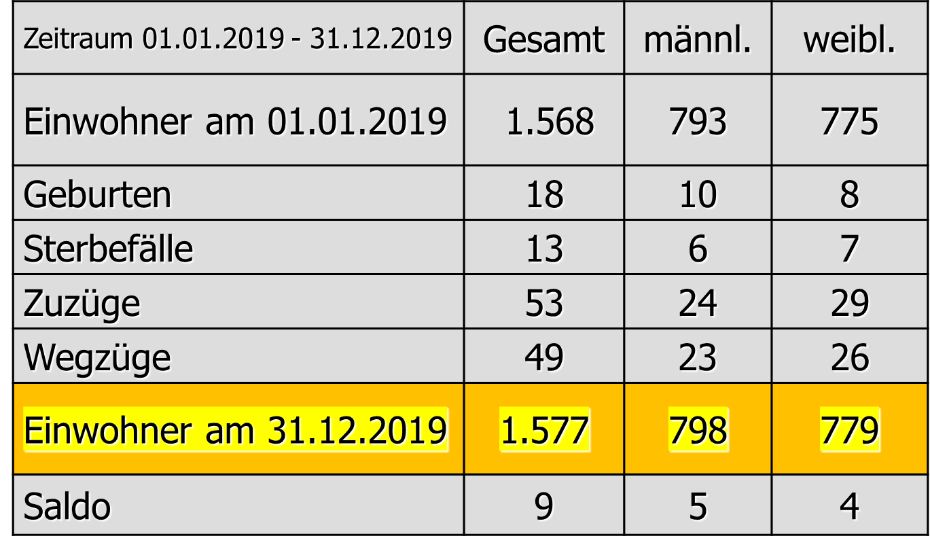 Zeitraum 01.01.2019 - 31.12.2019 Gesamt männl. weibl.
Einwohner am 01.01.2019 1.568 793 775
Geburten 18 10 8
Sterbefälle 13 6 7
Zuzüge 53 24 29
Wegzüge 49 23 26
Einwohner am 31.12.2019 1.577 798 779
Saldo 9 5 4